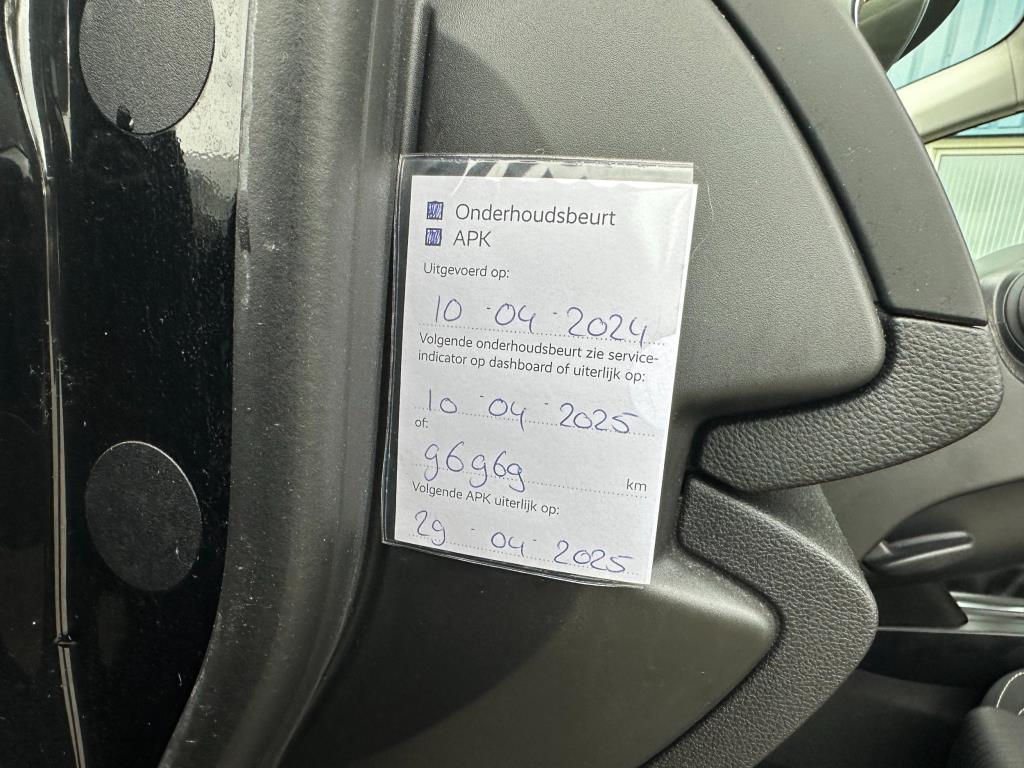 Onderhoudsbeurt
APK
Uitgevoerd op:
10 - 04 - 2024
Volgende onderhoudsbeurt zie service-
indicator op dashboard of uiterlijk op:
10 - 04 - 2025
of:
96969 km
Volgende APK uiterlijk op:
29 - 04 - 2025